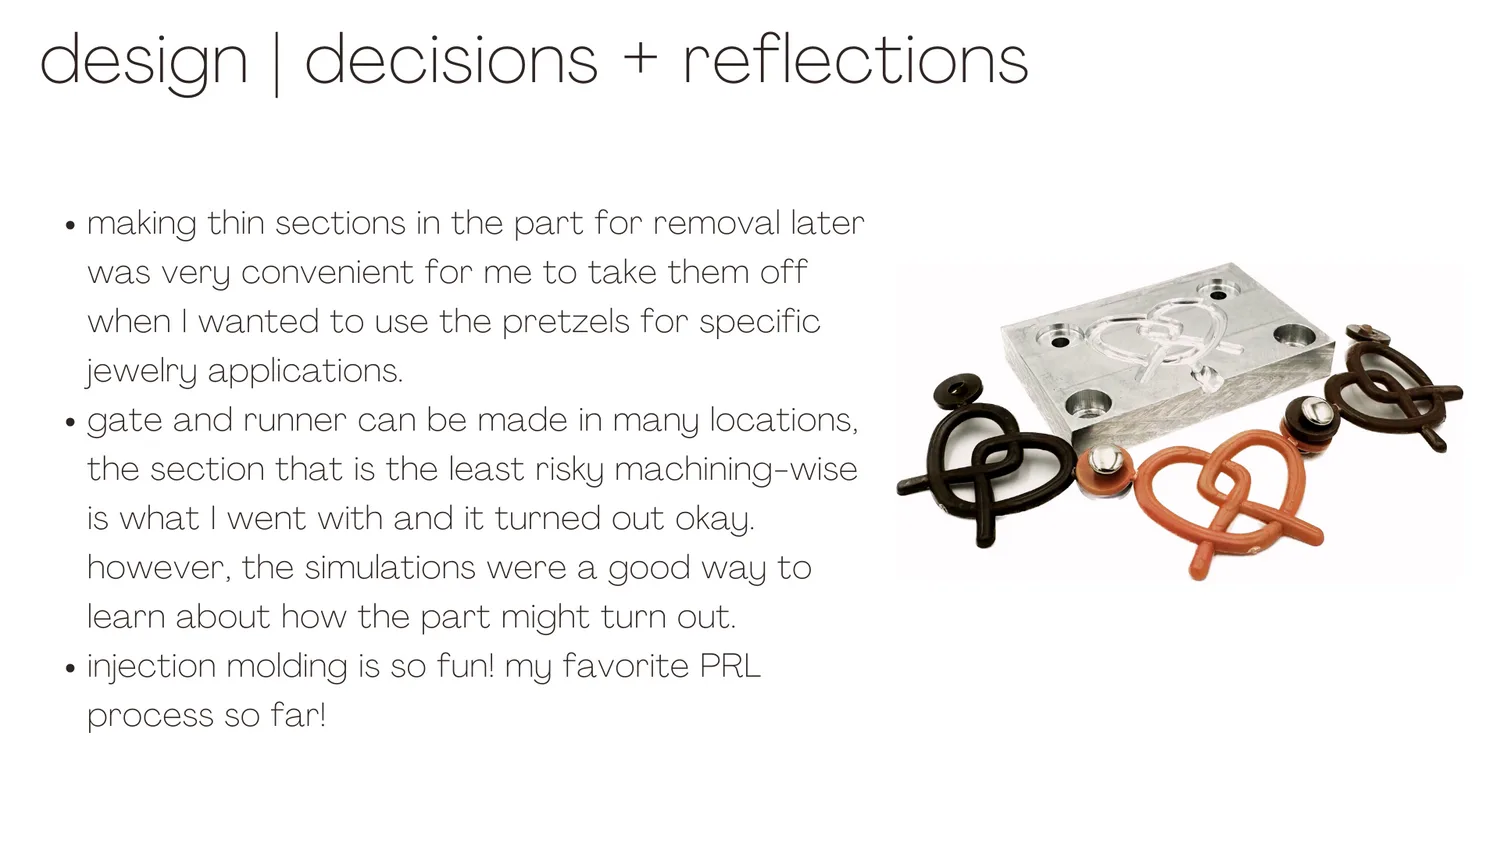 design | decisions + reflections
• making thin sections in the part for removal later
was very convenient for me to take them off
when I wanted to use the pretzels for specific
jewelry applications.
• gate and runner can be made in many locations,
the section that is the least risky machining-wise
is what I went with and it turned out okay.
however, the simulations were a good way to
learn about how the part might turn out.
• injection molding is so fun! my favorite PRL
process so far!